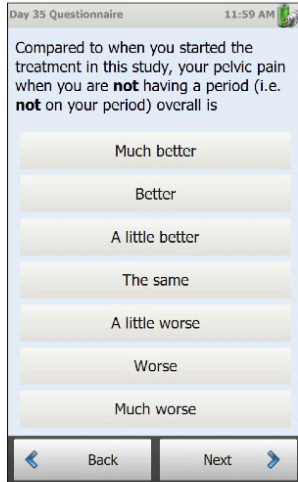 Day 35 Questionnaire 11:59 AM
Compared to when you started the
treatment in this study, your pelvic pain
when you are not having a period (i.e.
not on your period) overall is
Much better
Better
A little better
The same
A little worse
Worse
Much worse
Back Next